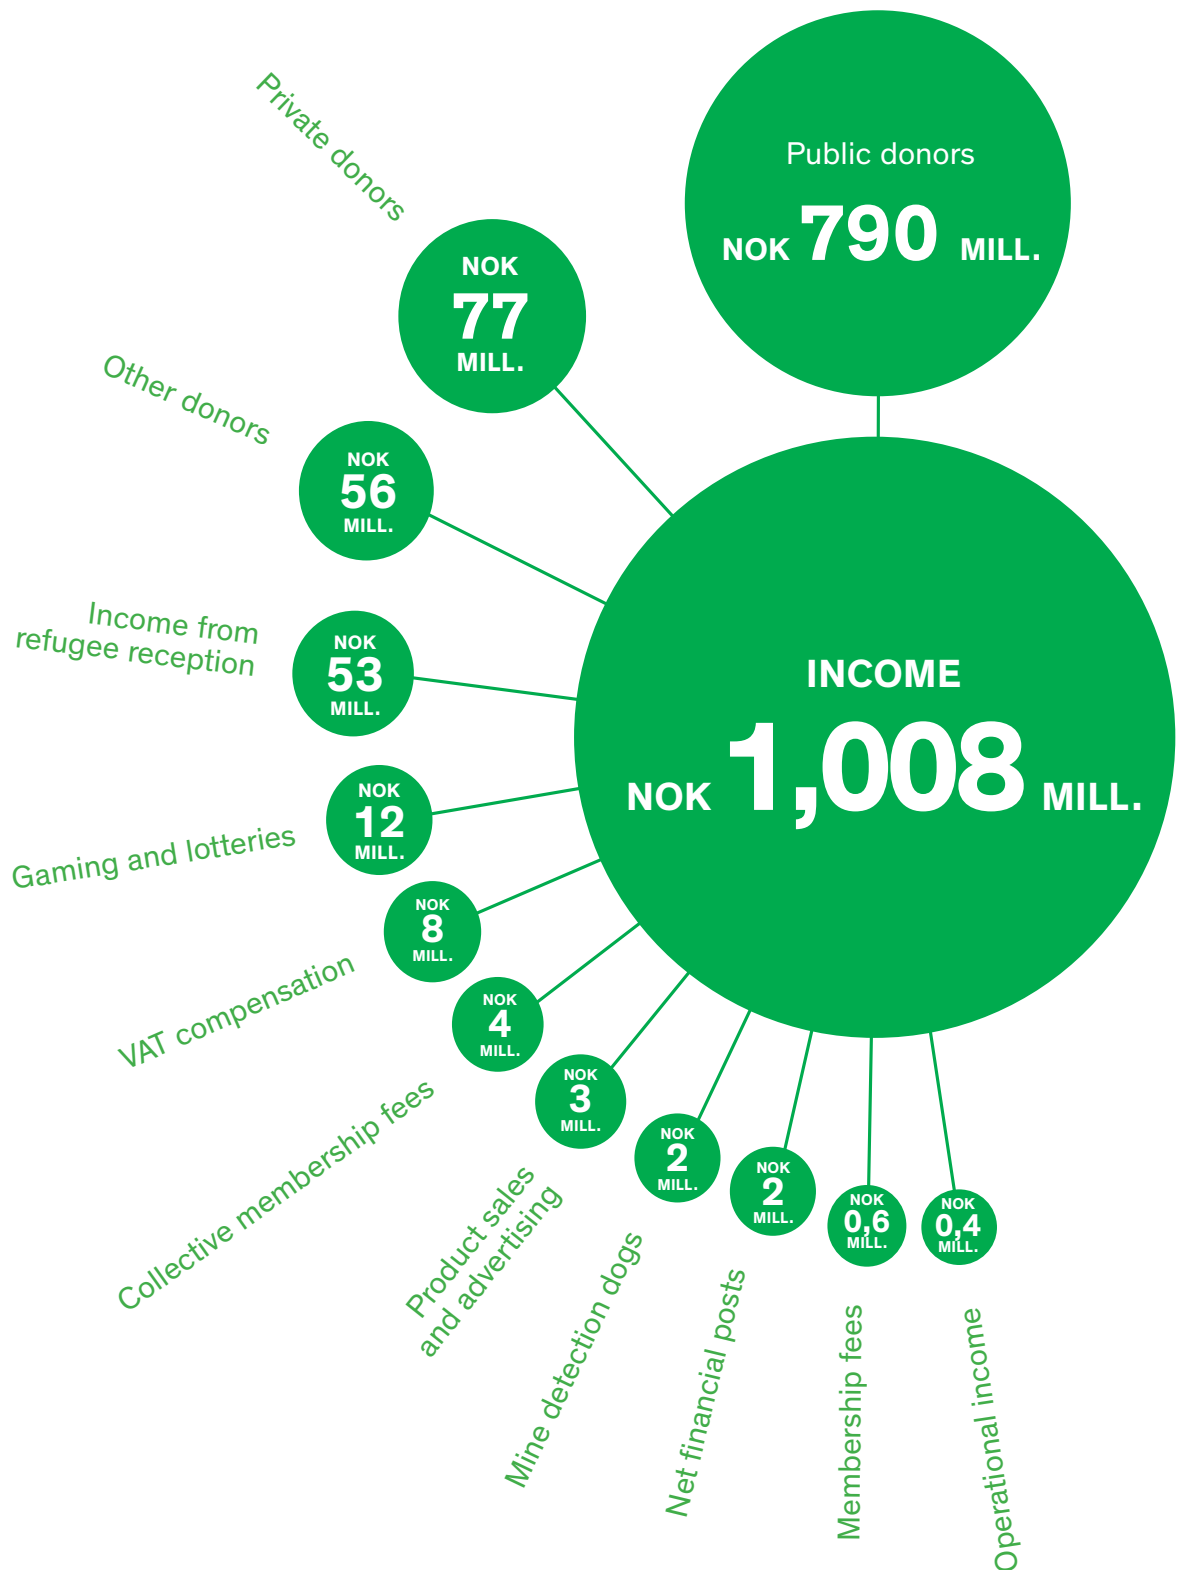 Public donors
NOK 790 MILL.
Private donors
NOK
77
MILL.
Other donors
NOK
56
MILL.
Income from
refugee reception
NOK
53
MILL.
INCOME
NOK 1,008 MILL.
Gaming and lotteries
NOK
12
MILL.
VAT compensation
NOK
8
MILL.
Collective membership fees
NOK
4
MILL.
Product sales
and advertising
NOK
3
MILL.
Mine detection dogs
NOK
2
MILL.
Net financial posts
NOK
2
MILL.
Membership fees
NOK
0,6
MILL.
Operational income
NOK
0,4
MILL.